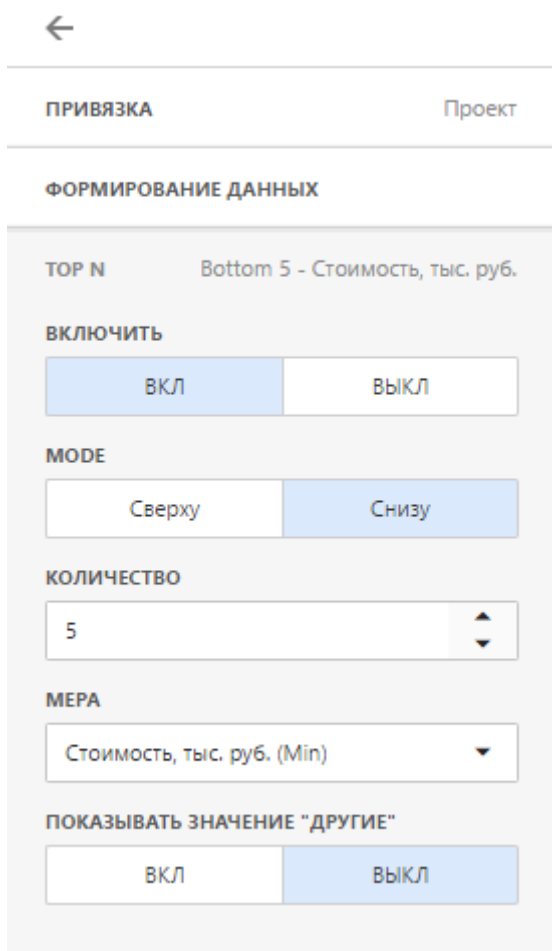 ПРИВЯЗКА Проект
ФОРМИРОВАНИЕ ДАННЫХ
TOP N Bottom 5 - Стоимость, тыс. руб.
ВКЛЮЧИТЬ
ВКЛ ВЫКЛ
MODE
Сверху Снизу
КОЛИЧЕСТВО
5
МЕРА
Стоимость, тыс. руб. (Min)
ПОКАЗЫВАТЬ ЗНАЧЕНИЕ "ДРУГИЕ"
ВКЛ ВЫКЛ